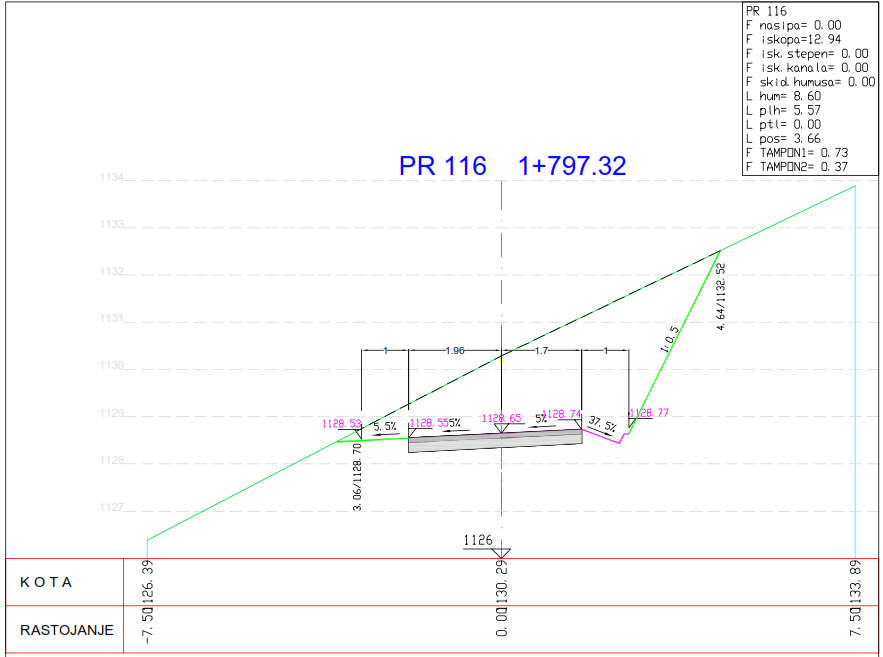 PR 116
F nasipa= 0.00
F iskopa=12.94
F isk.stepen= 0.00
F isk.kanala= 0.00
F skid.humusa= 0.00
L hum= 8.60
L plh= 5.57
L ptl= 0.00
L pos= 3.66
F TAMPON1= 0.73
F TAMPON2= 0.37
PR 116 1+797.32
1134
1133
1132
1131
1130
1129
1128
1127
1 1.96 1.7 1
1:0.5
4.64/1132.52
1128.53 5.5% 1128.55 5% 1128.65 5% 1128.74 37.5% 1128.77
3.06/1128.70
1126
KOTA 1126.39 1130.29 1133.89
RASTOJANJE -7.50 0.00 7.50